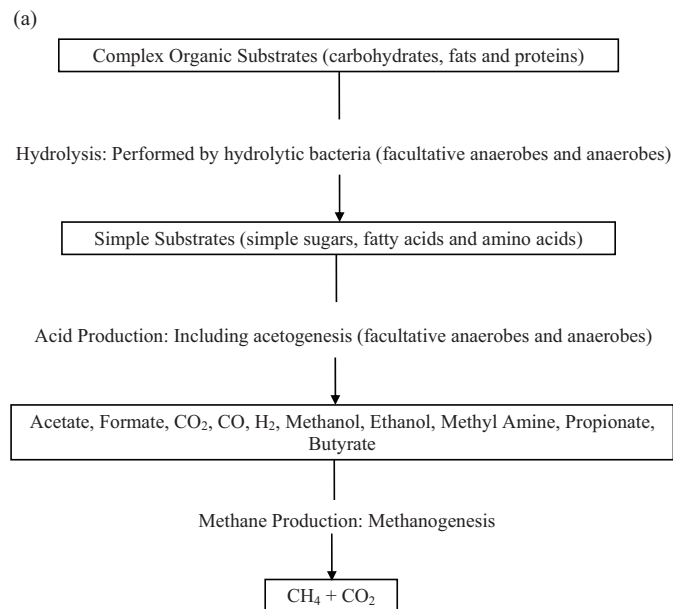 (a)
Complex Organic Substrates (carbohydrates, fats and proteins)
Hydrolysis: Performed by hydrolytic bacteria (facultative anaerobes and anaerobes)
Simple Substrates (simple sugars, fatty acids and amino acids)
Acid Production: Including acetogenesis (facultative anaerobes and anaerobes)
Acetate, Formate, CO₂, CO, H₂, Methanol, Ethanol, Methyl Amine, Propionate,
Butyrate
Methane Production: Methanogenesis
CH₄ + CO₂